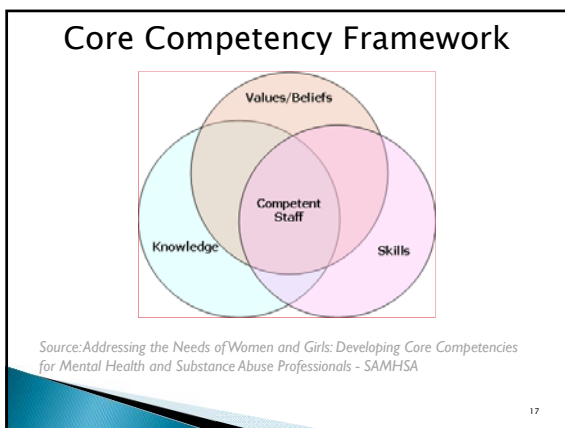 Core Competency Framework
Values/Beliefs
Competent
Staff
Knowledge
Skills
Source: Addressing the Needs of Women and Girls: Developing Core Competencies
for Mental Health and Substance Abuse Professionals - SAMHSA
17